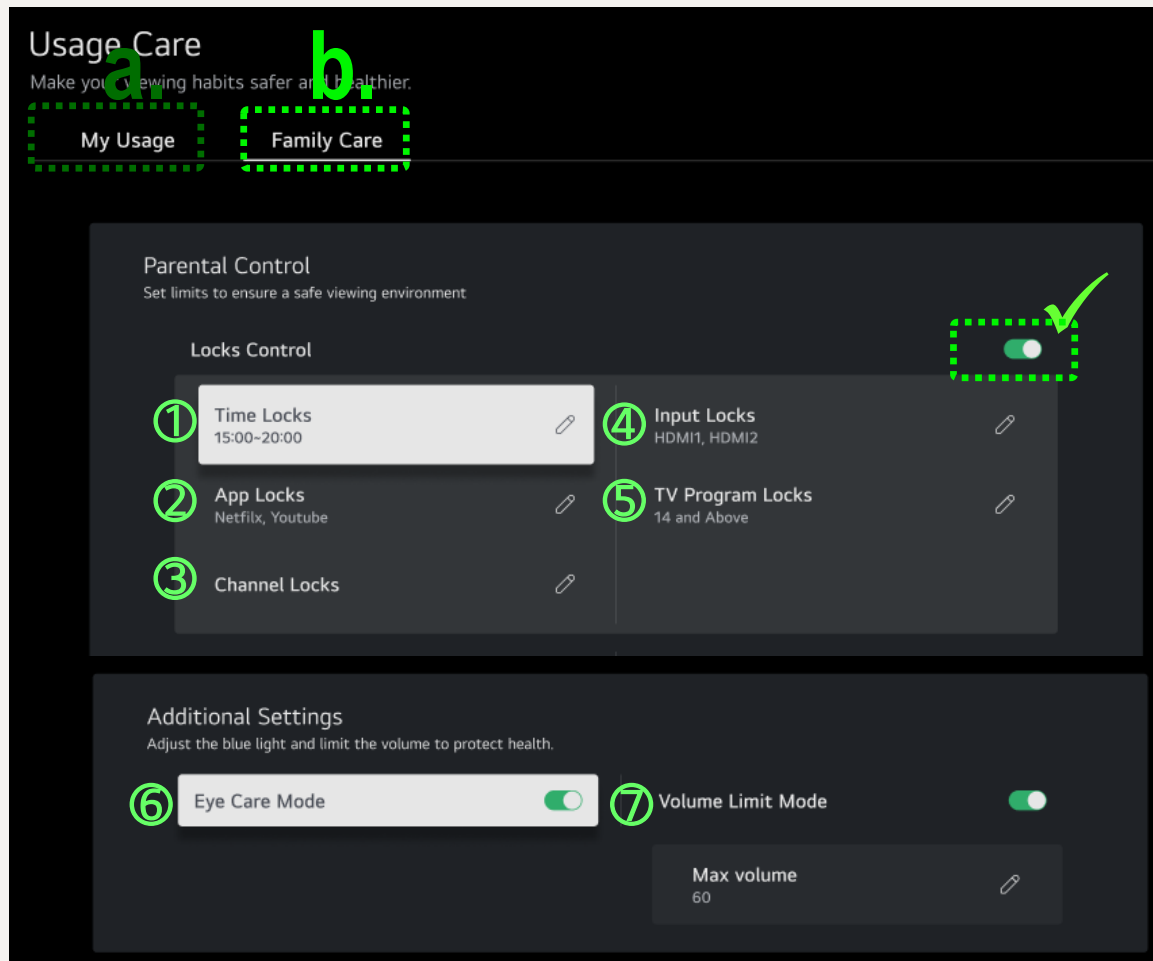 Usage Care
Make your viewing habits safer and healthier.
a.
b.
My Usage
Family Care
Parental Control
Set limits to ensure a safe viewing environment
Locks Control
① Time Locks
15:00~20:00
② App Locks
Netfilx, Youtube
③ Channel Locks
④ Input Locks
HDMI1, HDMI2
⑤ TV Program Locks
14 and Above
Additional Settings
Adjust the blue light and limit the volume to protect health.
⑥ Eye Care Mode
⑦ Volume Limit Mode
Max volume
60